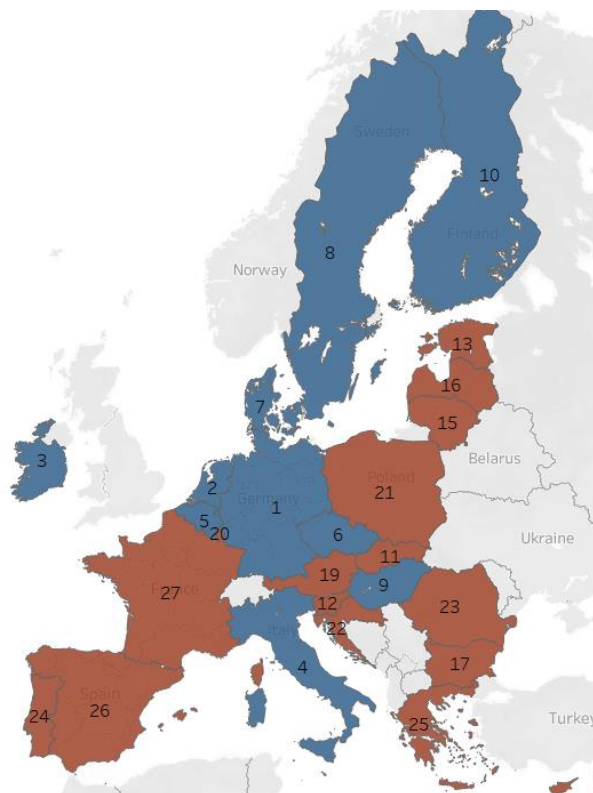 Sweden
10
Finland
8
Norway
13
16
7
15
3
Belarus
2
Poland
Germany
21
1
5
6
20
Ukraine
11
19
9
France
27
12
23
22
Italy
17
4
Spain
24
26
25
Turkey